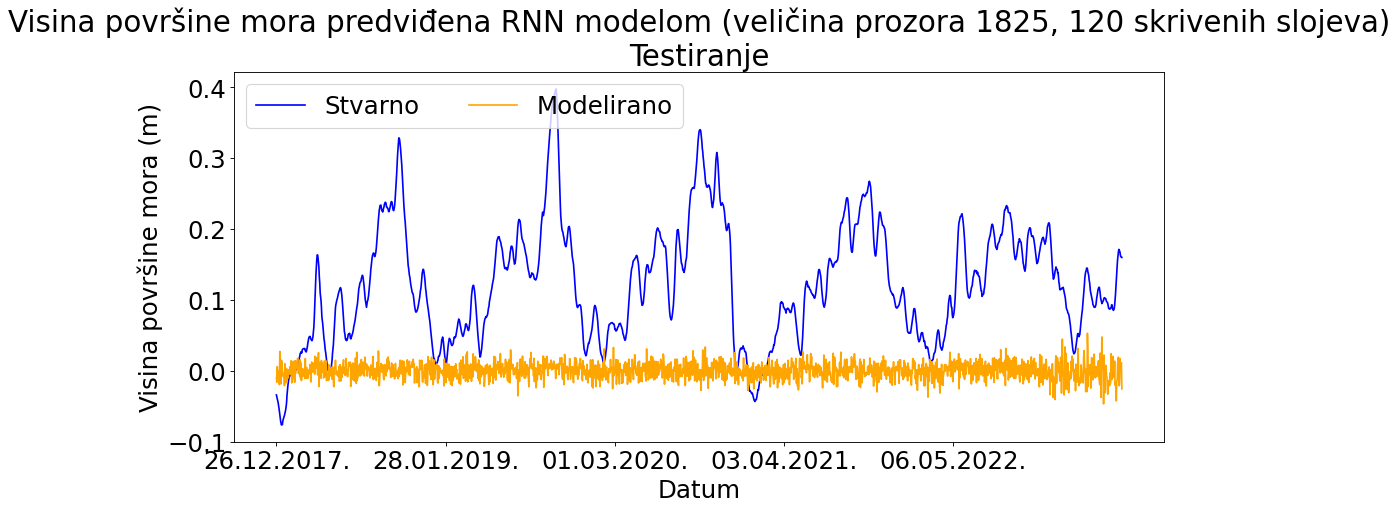 Visina površine mora predviđena RNN modelom (veličina prozora 1825, 120 skrivenih slojeva)
Testiranje
Stvarno
Modelirano
Visina površine mora (m)
0.4
0.3
0.2
0.1
0.0
−0.1
26.12.2017.
28.01.2019.
01.03.2020.
03.04.2021.
06.05.2022.
Datum